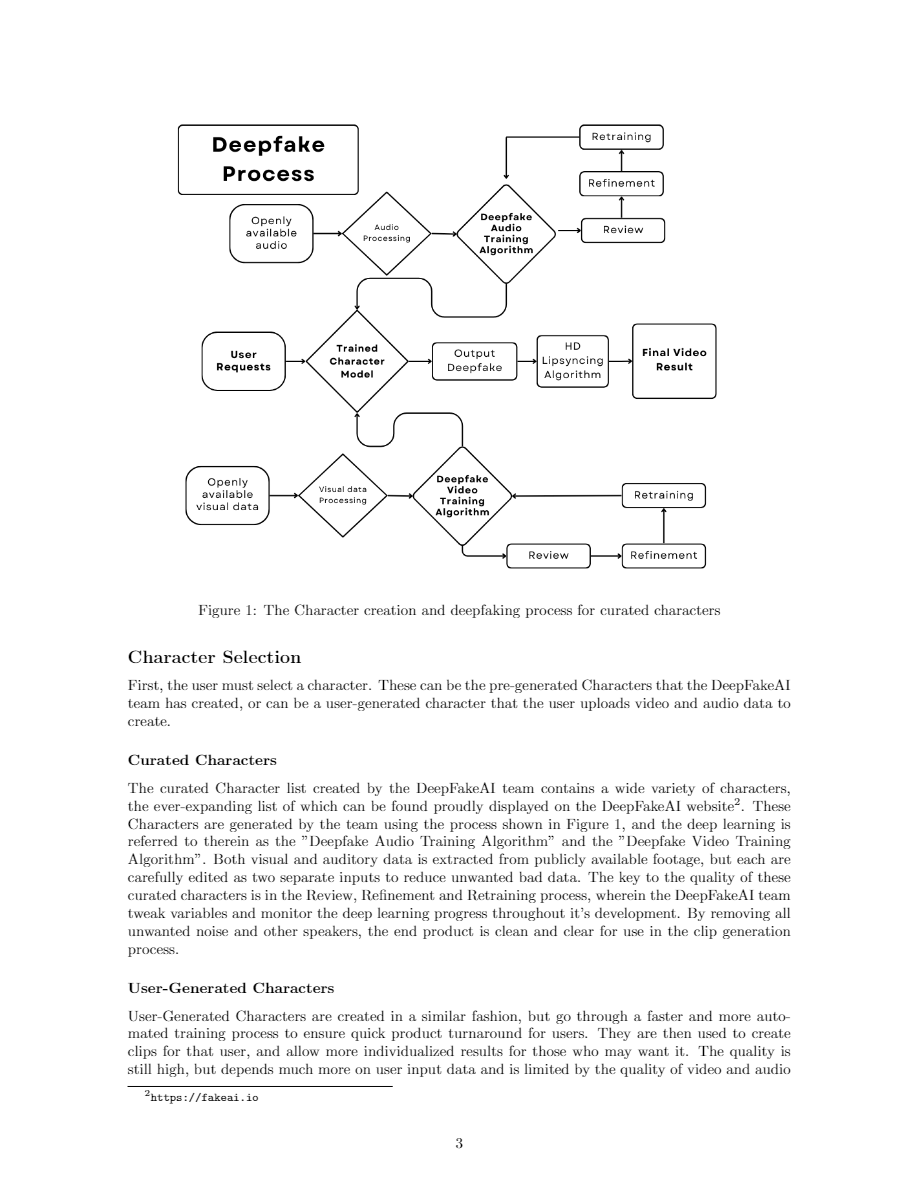 Deepfake
Process
Retraining
Refinement
Review
Openly
available
audio
Audio
Processing
Deepfake
Audio
Training
Algorithm
User
Requests
Trained
Character
Model
Output
Deepfake
HD
Lipsyncing
Algorithm
Final Video
Result
Openly
available
visual data
Visual data
Processing
Deepfake
Video
Training
Algorithm
Retraining
Review
Refinement
Figure 1: The Character creation and deepfaking process for curated characters
Character Selection
First, the user must select a character. These can be the pre-generated Characters that the DeepFakeAI
team has created, or can be a user-generated character that the user uploads video and audio data to
create.
Curated Characters
The curated Character list created by the DeepFakeAI team contains a wide variety of characters,
the ever-expanding list of which can be found proudly displayed on the DeepFakeAI website2. These
Characters are generated by the team using the process shown in Figure 1, and the deep learning is
referred to therein as the ”Deepfake Audio Training Algorithm” and the ”Deepfake Video Training
Algorithm”. Both visual and auditory data is extracted from publicly available footage, but each are
carefully edited as two separate inputs to reduce unwanted bad data. The key to the quality of these
curated characters is in the Review, Refinement and Retraining process, wherein the DeepFakeAI team
tweak variables and monitor the deep learning progress throughout it’s development. By removing all
unwanted noise and other speakers, the end product is clean and clear for use in the clip generation
process.
User-Generated Characters
User-Generated Characters are created in a similar fashion, but go through a faster and more auto-
mated training process to ensure quick product turnaround for users. They are then used to create
clips for that user, and allow more individualized results for those who may want it. The quality is
still high, but depends much more on user input data and is limited by the quality of video and audio
2https://fakeai.io
3